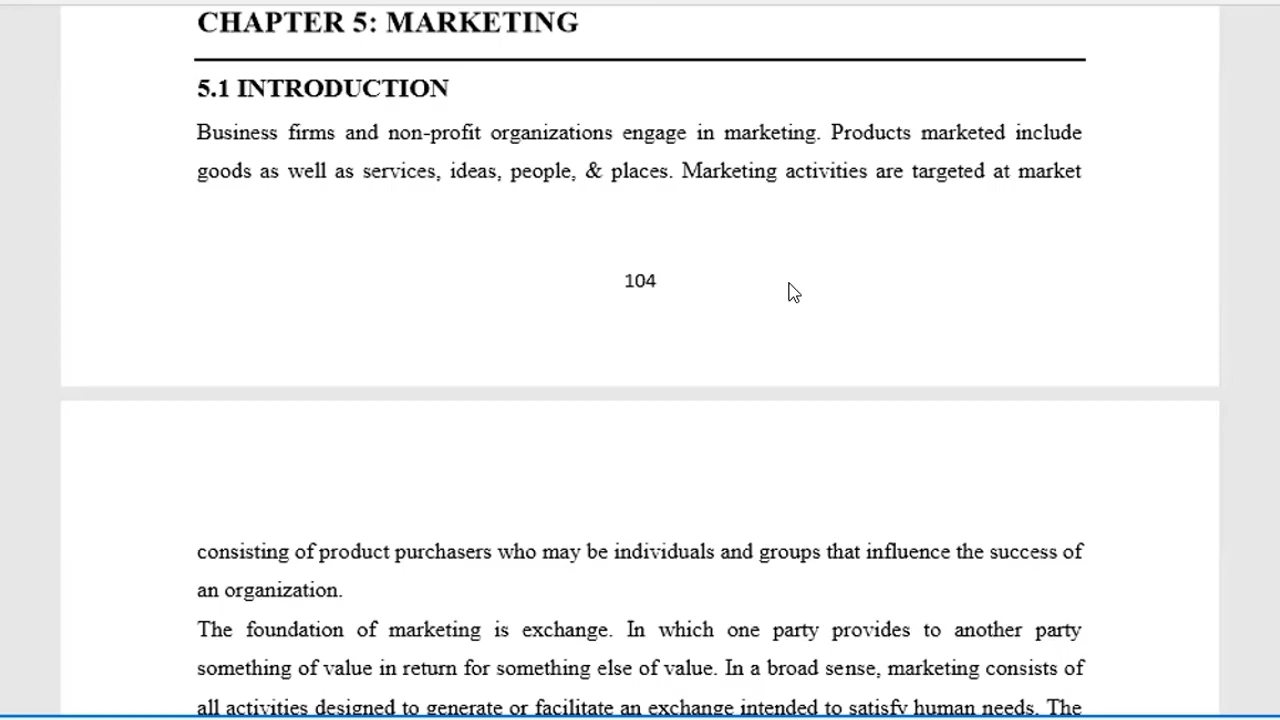 CHAPTER 5: MARKETING
5.1 INTRODUCTION
Business firms and non-profit organizations engage in marketing. Products marketed include
goods as well as services, ideas, people, & places. Marketing activities are targeted at market
104
consisting of product purchasers who may be individuals and groups that influence the success of
an organization.
The foundation of marketing is exchange. In which one party provides to another party
something of value in return for something else of value. In a broad sense, marketing consists of
all activities designed to generate or facilitate an exchange intended to satisfy human needs. The